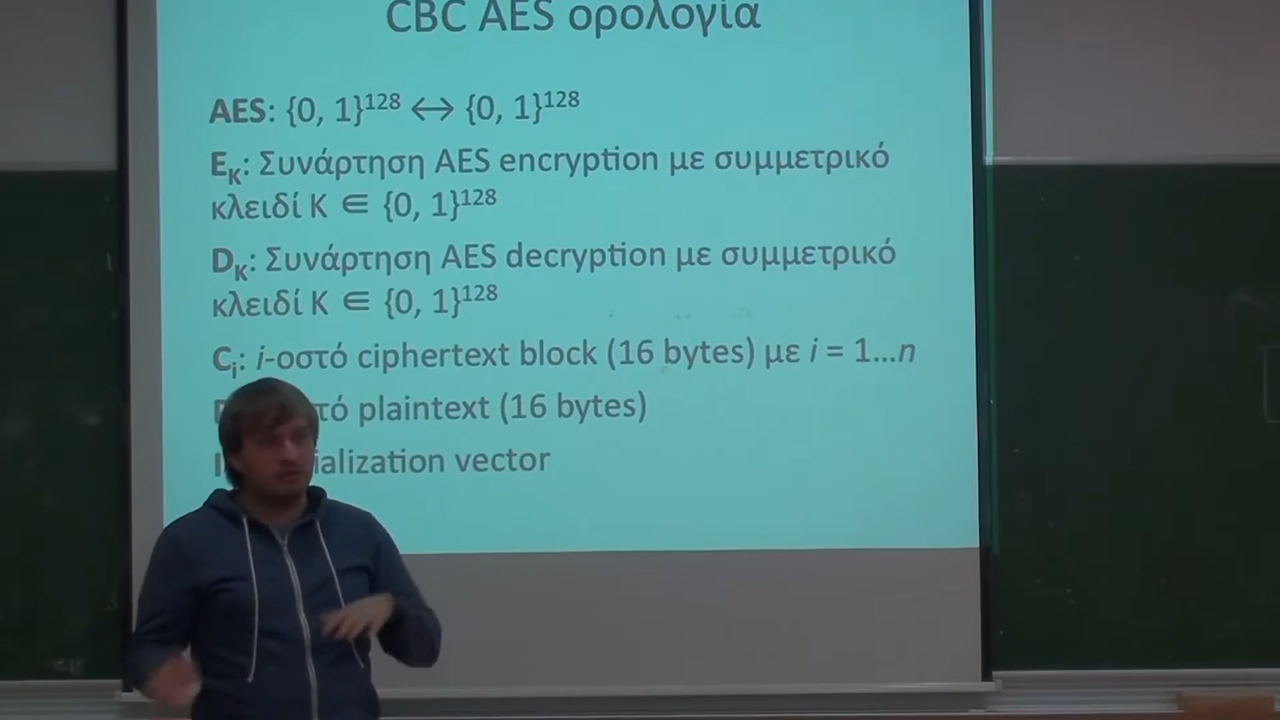 CBC AES ορολογία
AES: {0, 1}¹²⁸ ↔ {0, 1}¹²⁸
E_K: Συνάρτηση AES encryption με συμμετρικό
κλειδί K ∈ {0, 1}¹²⁸
D_K: Συνάρτηση AES decryption με συμμετρικό
κλειδί K ∈ {0, 1}¹²⁸
C_i: i-οστό ciphertext block (16 bytes) με i = 1...n
τό plaintext (16 bytes)
ialization vector